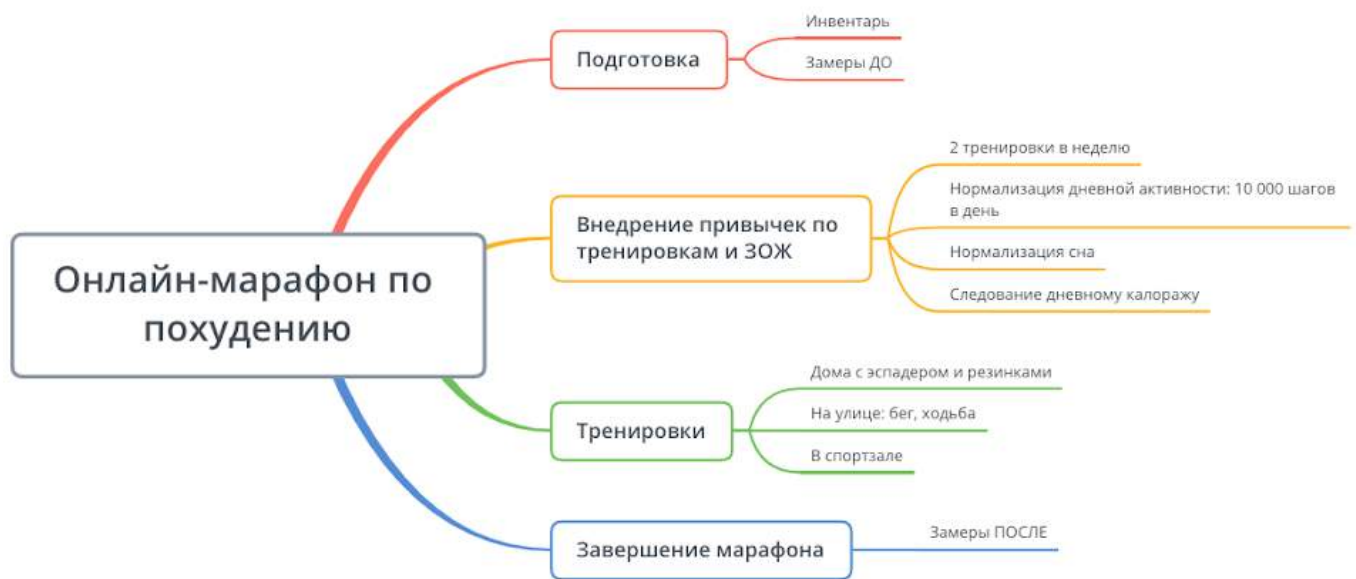 Инвентарь
Подготовка
Замеры ДО
2 тренировки в неделю
Нормализация дневной активности: 10 000 шагов
в день
Внедрение привычек по
тренировкам и ЗОЖ
Нормализация сна
Следование дневному калоражу
Онлайн-марафон по
похудению
Дома с эспадером и резинками
На улице: бег, ходьба
Тренировки
В спортзале
Завершение марафона
Замеры ПОСЛЕ